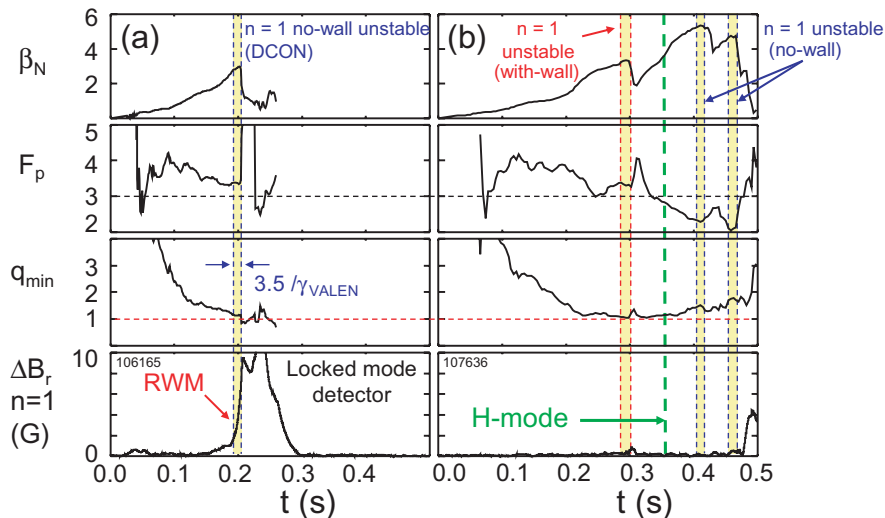 (a)
n = 1 no-wall unstable
(DCON)
(b)
n = 1
unstable
(with-wall)
n = 1 unstable
(no-wall)
βN
6
4
2
Fp
5
4
3
2
qmin
3
2
1
3.5 /γVALEN
ΔBr
n=1
(G)
10
0
106165
RWM
Locked mode
detector
107636
H-mode
0.0 0.1 0.2 0.3 0.4
0.0 0.1 0.2 0.3 0.4 0.5
t (s)
t (s)